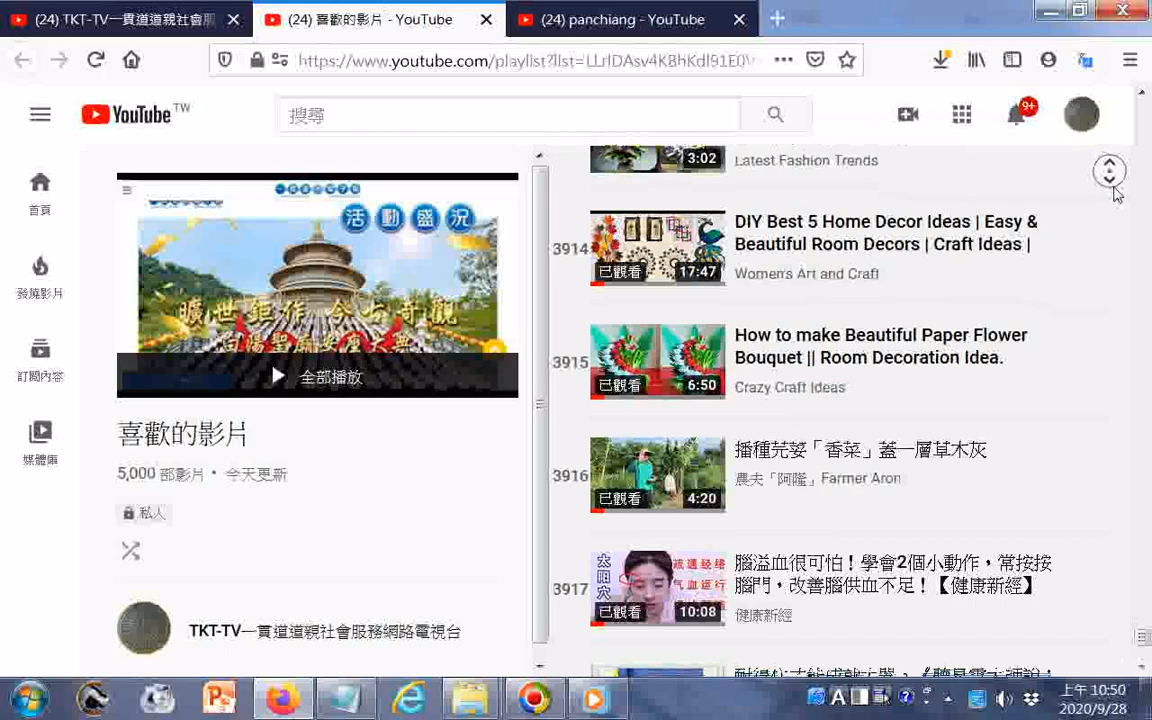 (24) TKT-TV一貫道道親社會服
(24) 喜歡的影片 - YouTube
(24) panchiang - YouTube
https://www.youtube.com/playlist?list=
YouTube TW
搜尋
9+
首頁
發燒影片
訂閱內容
媒體庫
活動盛況
曠世鉅作 今古奇觀
全部播放
喜歡的影片
5,000 部影片 • 今天更新
私人
TKT-TV一貫道道親社會服務網路電視台
3:02
Latest Fashion Trends
3914
已觀看
17:47
DIY Best 5 Home Decor Ideas | Easy &
Beautiful Room Decors | Craft Ideas |
Women's Art and Craft
3915
已觀看
6:50
How to make Beautiful Paper Flower
Bouquet || Room Decoration Idea.
Crazy Craft Ideas
3916
已觀看
4:20
播種芫荽「香菜」蓋一層草木灰
農夫「阿隆」Farmer Aron
3917
太阳穴
已觀看
10:08
腦溢血很可怕！學會2個小動作，常按按
腦門，改善腦供血不足！【健康新經】
健康新經
上午 10:50
2020/9/28